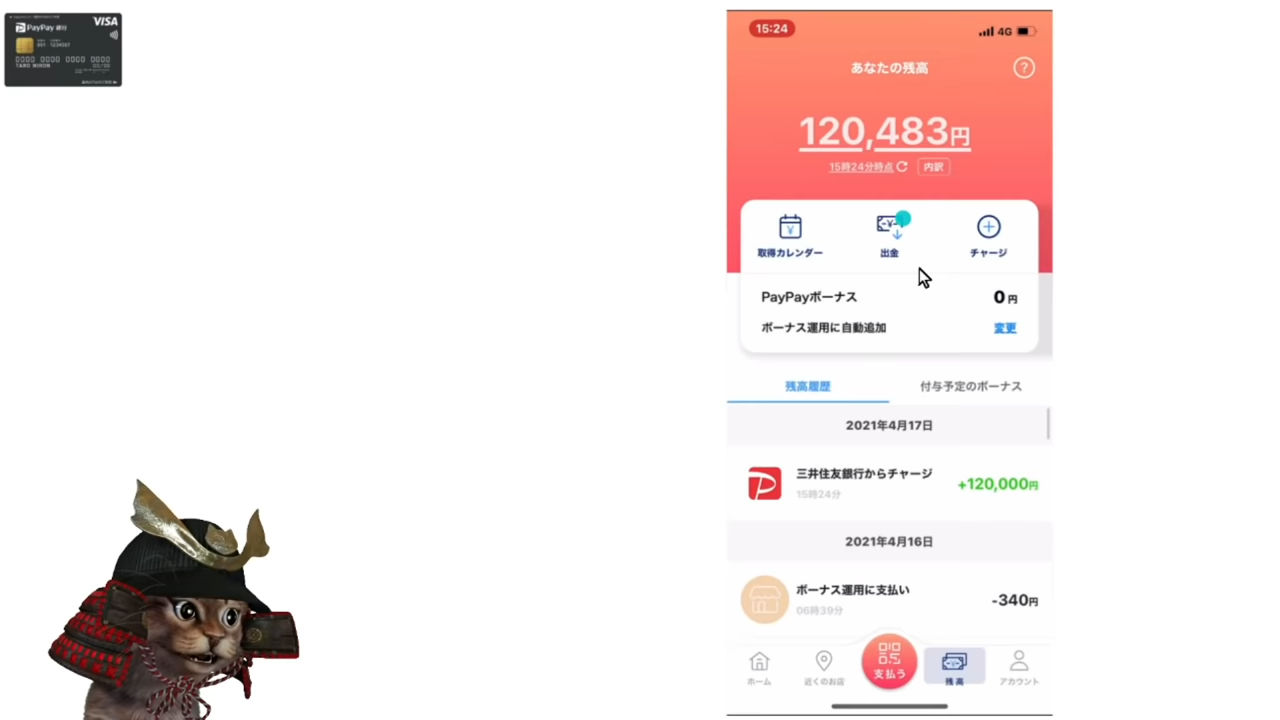 PayPay 銀行
VISA
001 1234567
0000 0000 0000 0000
TARO NIHON
15:24
4G
あなたの残高
?
120,483円
15時24分時点
内訳
取得カレンダー
出金
チャージ
PayPayボーナス
0円
ボーナス運用に自動追加
変更
残高履歴
付与予定のボーナス
2021年4月17日
三井住友銀行からチャージ
15時24分
+120,000円
2021年4月16日
ボーナス運用に支払い
06時39分
-340円
ホーム
近くのお店
支払う
残高
アカウント